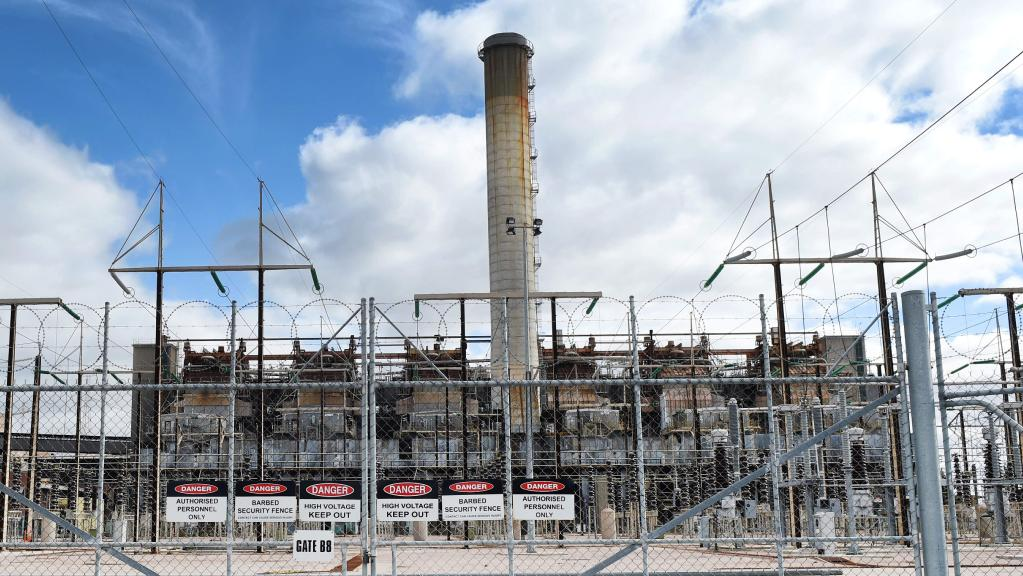 DANGER
AUTHORISED
PERSONNEL
ONLY
DANGER
BARBED
SECURITY FENCE
DANGER
HIGH VOLTAGE
KEEP OUT
DANGER
HIGH VOLTAGE
KEEP OUT
DANGER
BARBED
SECURITY FENCE
DANGER
AUTHORISED
PERSONNEL
ONLY
GATE B8